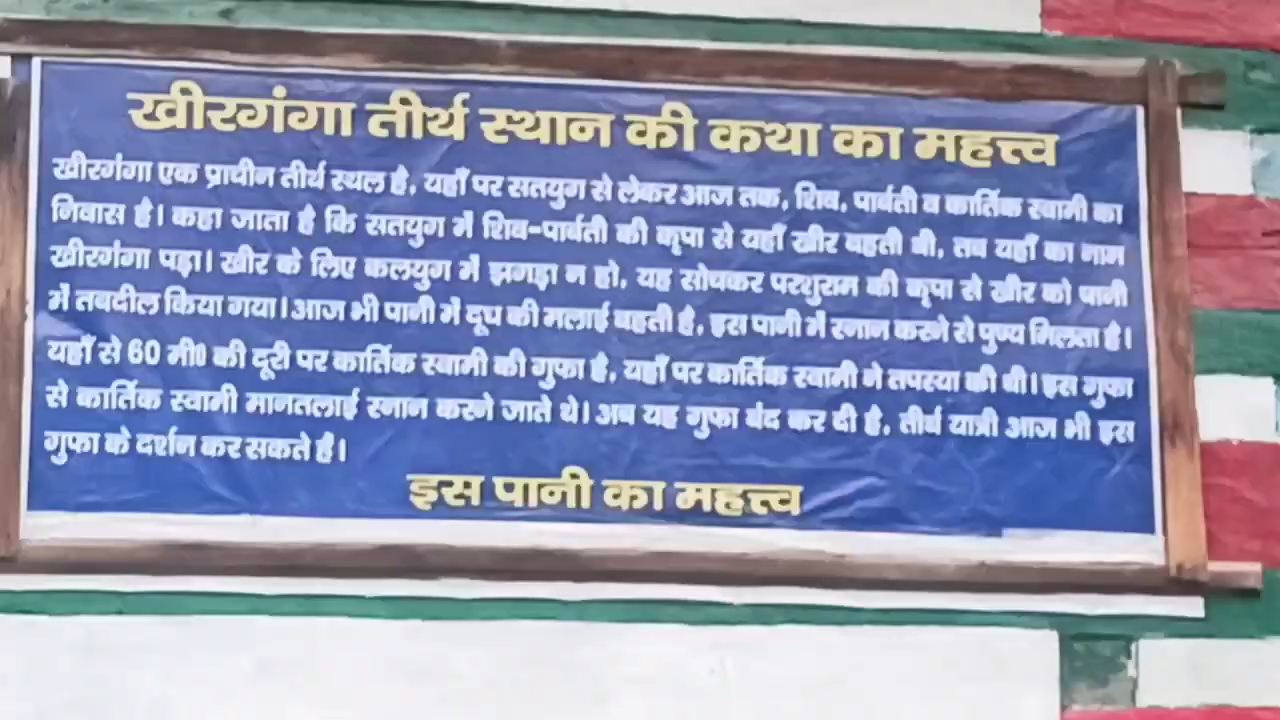 खीरगंगा तीर्थ स्थान की कथा का महत्त्व
खीरगंगा एक प्राचीन तीर्थ स्थल है, यहाँ पर सतयुग से लेकर आज तक, शिव, पार्वती व कार्तिक स्वामी का
निवास है। कहा जाता है कि सतयुग में शिव-पार्वती की कृपा से यहाँ खीर बहती थी, तब यहाँ का नाम
खीरगंगा पड़ा। खीर के लिए कलयुग में झगड़ा न हो, यह सोचकर परशुराम की कृपा से खीर को पानी
में तबदील किया गया। आज भी पानी में दूध की मलाई बहती है, इस पानी में स्नान करने से पुण्य मिलता है।
यहाँ से 60 मी0 की दूरी पर कार्तिक स्वामी की गुफा है, यहाँ पर कार्तिक स्वामी ने तपस्या की थी। इस गुफा
से कार्तिक स्वामी मानतलाई स्नान करने जाते थे। अब यह गुफा बंद कर दी है, तीर्थ यात्री आज भी इस
गुफा के दर्शन कर सकते हैं।
इस पानी का महत्त्व